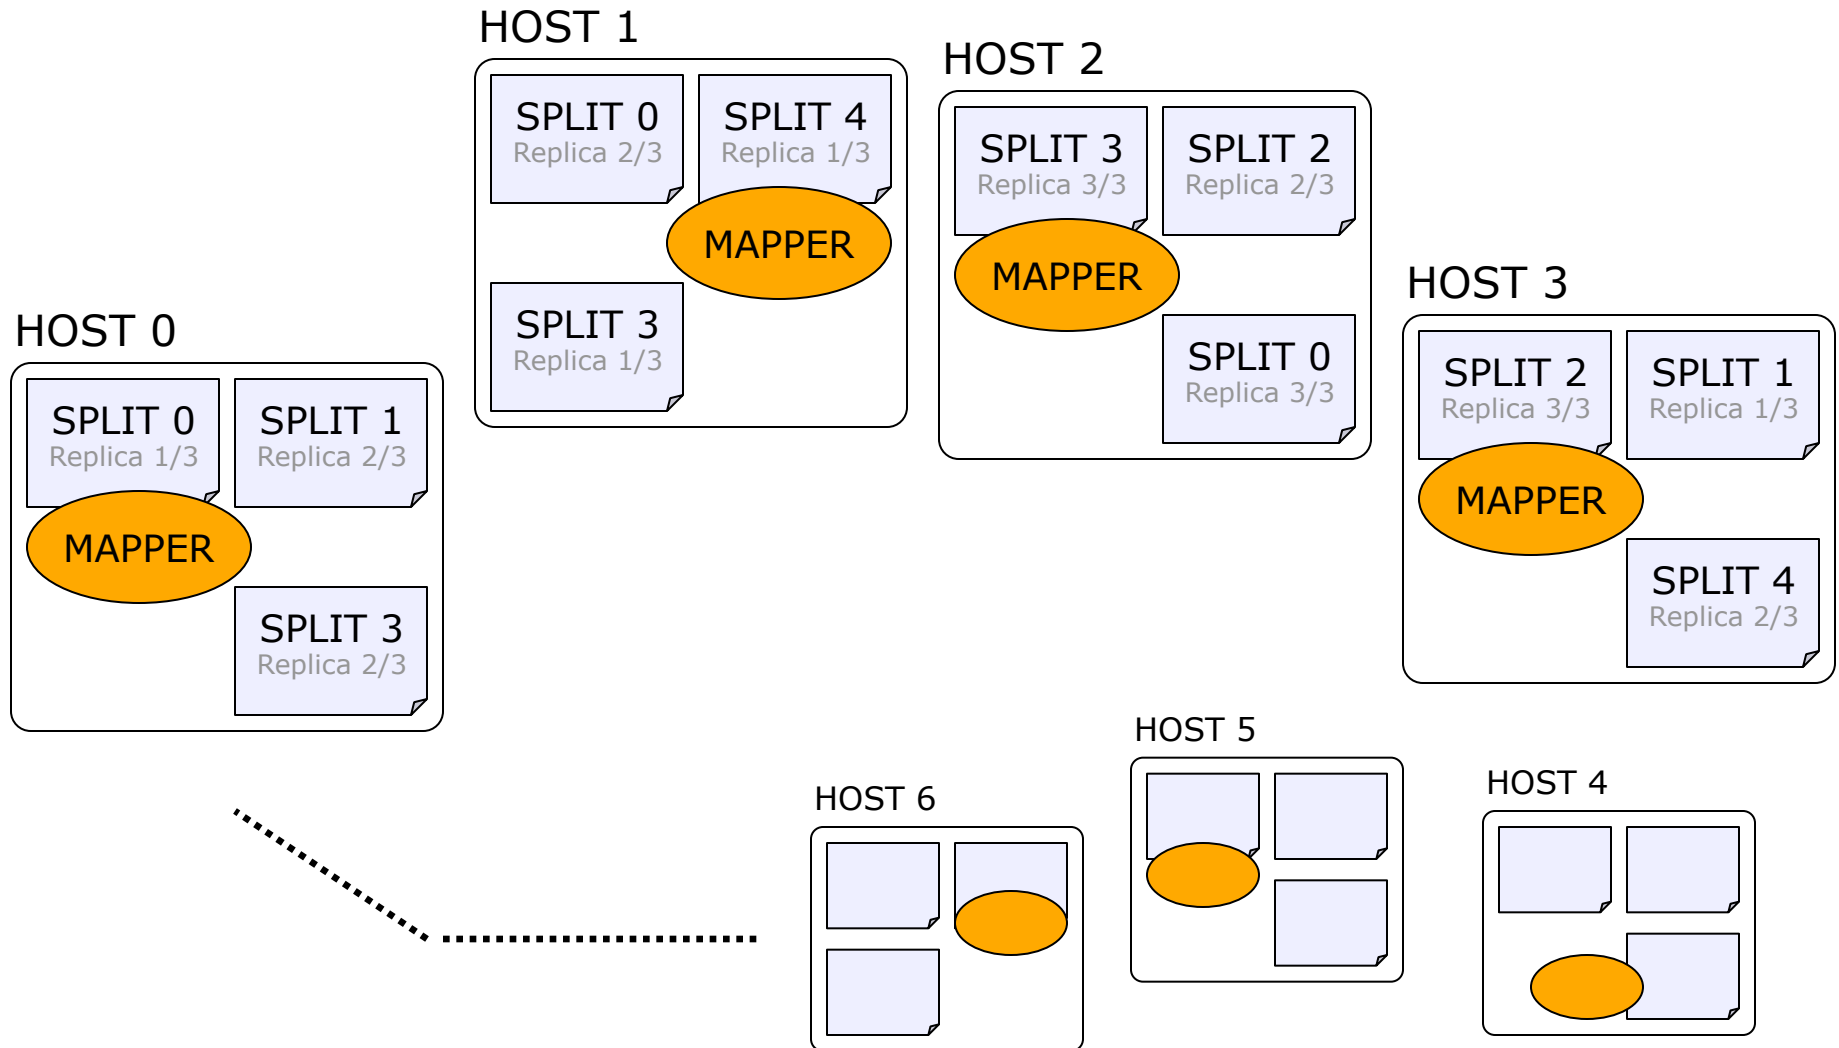 HOST 0
SPLIT 0
Replica 1/3
SPLIT 1
Replica 2/3
MAPPER
SPLIT 3
Replica 2/3
HOST 1
SPLIT 0
Replica 2/3
SPLIT 4
Replica 1/3
MAPPER
SPLIT 3
Replica 1/3
HOST 2
SPLIT 3
Replica 3/3
SPLIT 2
Replica 2/3
MAPPER
SPLIT 0
Replica 3/3
HOST 3
SPLIT 2
Replica 3/3
SPLIT 1
Replica 1/3
MAPPER
SPLIT 4
Replica 2/3
HOST 4
HOST 5
HOST 6